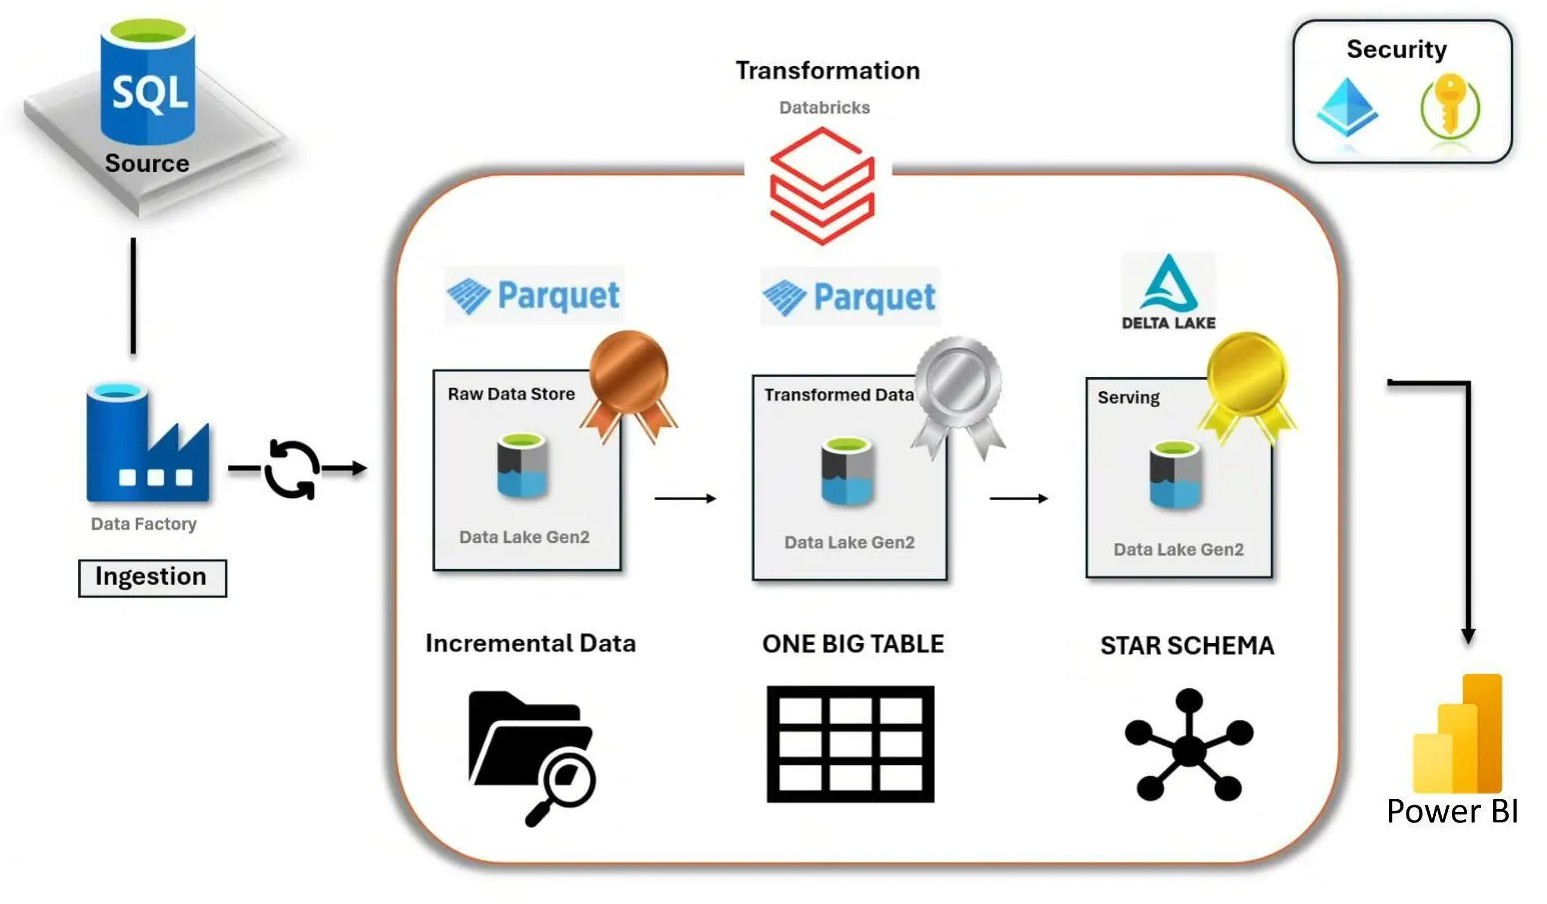 SQL
Source
Transformation
Databricks
Security
Parquet
Parquet
DELTA LAKE
Raw Data Store
Transformed Data
Serving
Data Lake Gen2
Data Lake Gen2
Data Lake Gen2
Data Factory
Ingestion
Incremental Data
ONE BIG TABLE
STAR SCHEMA
Power BI